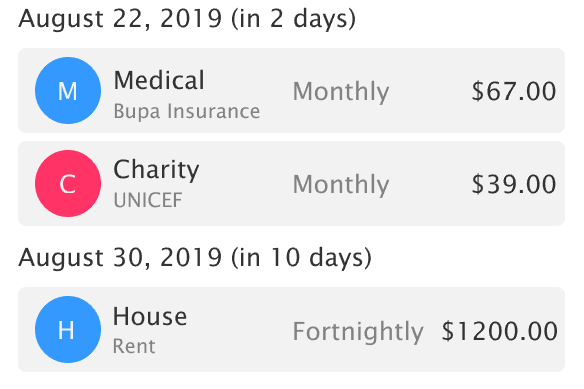 August 22, 2019 (in 2 days)
M Medical Monthly $67.00
Bupa Insurance
C Charity Monthly $39.00
UNICEF
August 30, 2019 (in 10 days)
H House Fortnightly $1200.00
Rent